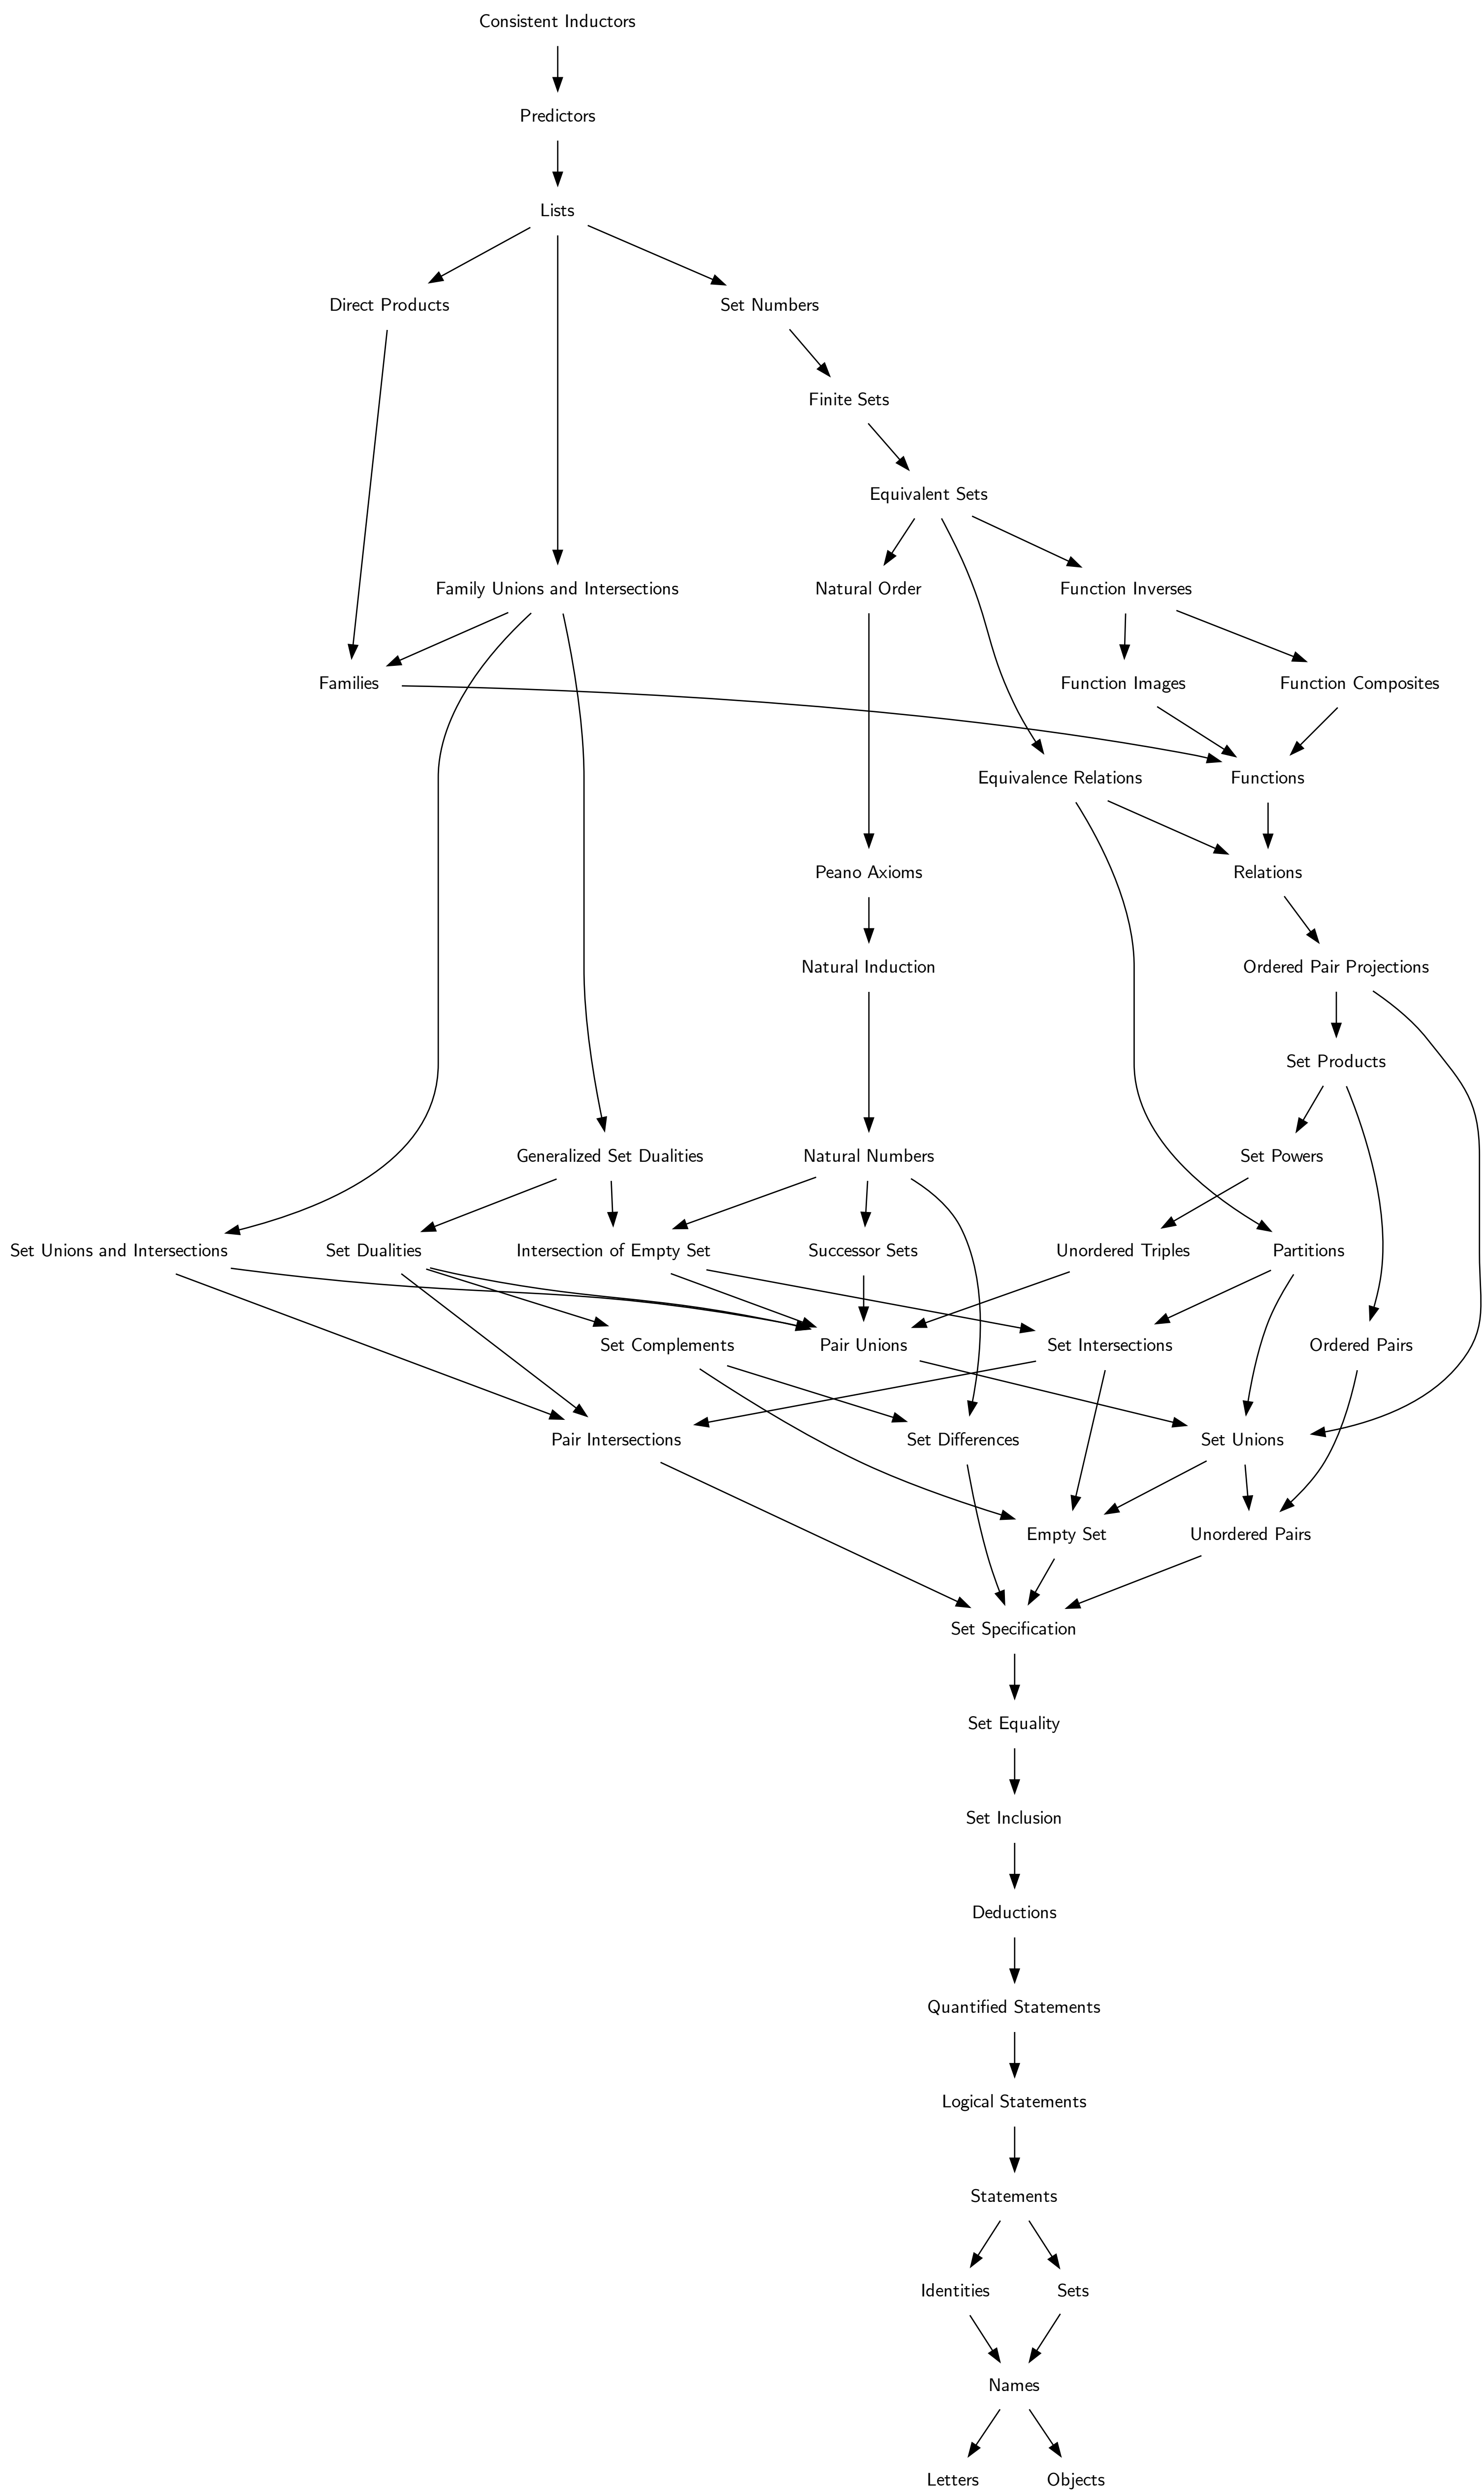 Consistent Inductors
Predictors
Lists
Direct Products
Set Numbers
Finite Sets
Equivalent Sets
Family Unions and Intersections
Natural Order
Function Inverses
Families
Function Images
Function Composites
Equivalence Relations
Functions
Peano Axioms
Relations
Natural Induction
Ordered Pair Projections
Set Products
Generalized Set Dualities
Natural Numbers
Set Powers
Set Unions and Intersections
Set Dualities
Intersection of Empty Set
Successor Sets
Unordered Triples
Partitions
Set Complements
Pair Unions
Set Intersections
Ordered Pairs
Pair Intersections
Set Differences
Set Unions
Empty Set
Unordered Pairs
Set Specification
Set Equality
Set Inclusion
Deductions
Quantified Statements
Logical Statements
Statements
Identities
Sets
Names
Letters
Objects